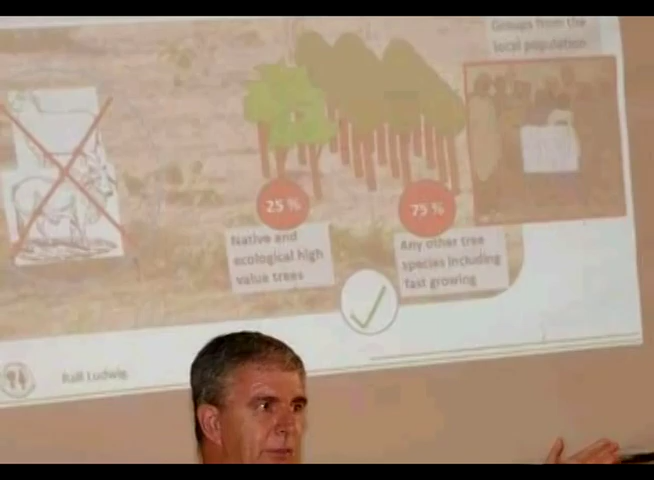 Groups from the
local population
25 %
75 %
Native and
ecological high
value trees
Any other tree
species including
fast growing
Ralf Ludwig